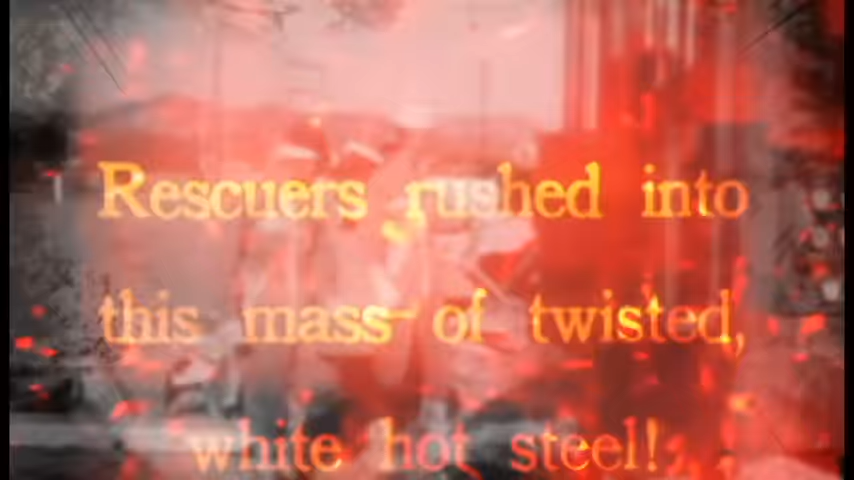 Rescuers rushed into
this mass of twisted,
white hot steel!